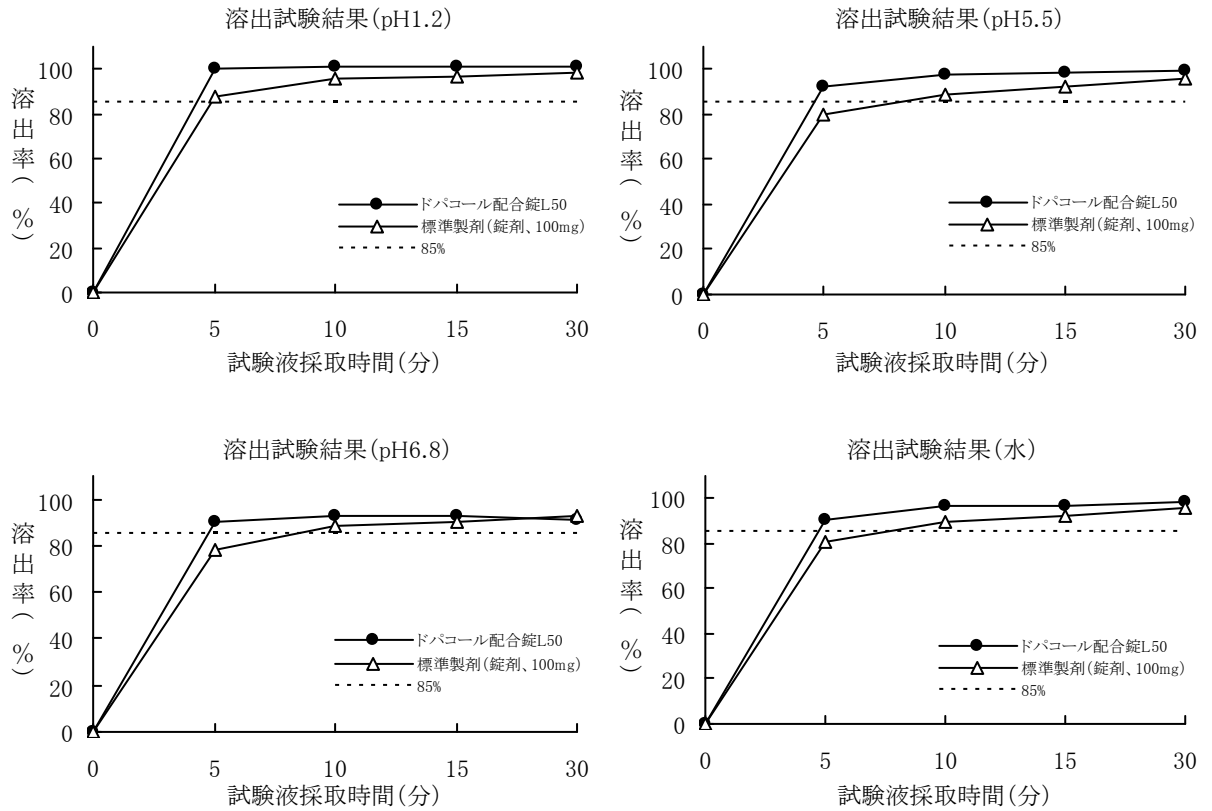 溶出試験結果(pH1.2)
溶出率(%)
100
80
60
40
20
0
ドパコール配合錠L50
標準製剤(錠剤、100mg)
85%
0 5 10 15 30
試験液採取時間(分)
溶出試験結果(pH5.5)
溶出率(%)
100
80
60
40
20
0
ドパコール配合錠L50
標準製剤(錠剤、100mg)
85%
0 5 10 15 30
試験液採取時間(分)
溶出試験結果(pH6.8)
溶出率(%)
100
80
60
40
20
0
ドパコール配合錠L50
標準製剤(錠剤、100mg)
85%
0 5 10 15 30
試験液採取時間(分)
溶出試験結果(水)
溶出率(%)
100
80
60
40
20
0
ドパコール配合錠L50
標準製剤(錠剤、100mg)
85%
0 5 10 15 30
試験液採取時間(分)